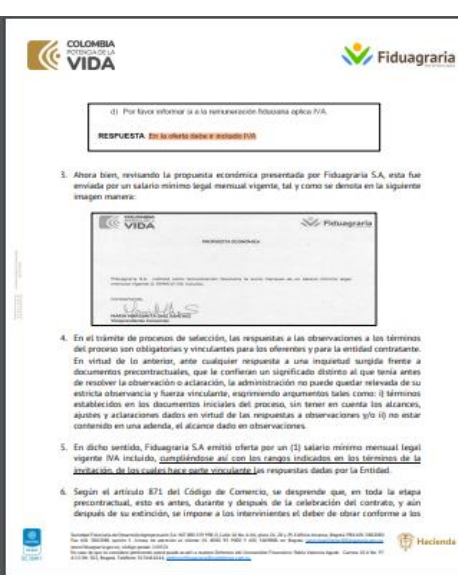 COLOMBIA
POTENCIA DE LA
VIDA
Fiduagraria
d) Por favor informar si a la remuneración fiduciaria aplica IVA.
RESPUESTA. En la oferta debe ir incluido IVA
3. Ahora bien, revisando la propuesta económica presentada por Fiduagraria S.A, esta fue
enviada por un salario mínimo legal mensual vigente, tal y como se denota en la siguiente
imagen manera:
COLOMBIA
VIDA
Fiduagraria
PROPUESTA ECONÓMICA
4. En el trámite de procesos de selección, las respuestas a las observaciones a los términos
del proceso son obligatorias y vinculantes para los oferentes y para la entidad contratante.
En virtud de lo anterior, ante cualquier respuesta a una inquietud surgida frente a
documentos precontractuales, que le confieran un significado distinto al que tenía antes
de resolver la observación o aclaración, la administración no puede quedar relevada de su
estricta observancia y fuerza vinculante, esgrimiendo argumentos tales como: i) términos
establecidos en los documentos iniciales del proceso, sin tener en cuenta los alcances,
ajustes y aclaraciones dados en virtud de las respuestas a observaciones y/o ii) no estar
contenido en una adenda, el alcance dado en observaciones.
5. En dicho sentido, Fiduagraria S.A emitió oferta por un (1) salario mínimo mensual legal
vigente IVA incluido, cumpliéndose así con los rangos indicados en los términos de la
invitación, de los cuales hace parte vinculante las respuestas dadas por la Entidad.
6. Según el artículo 871 del Código de Comercio, se desprende que, en toda la etapa
precontractual, esto es antes, durante y después de la celebración del contrato, y aún
después de su extinción, se impone a los intervinientes el deber de obrar conforme a los
Hacienda